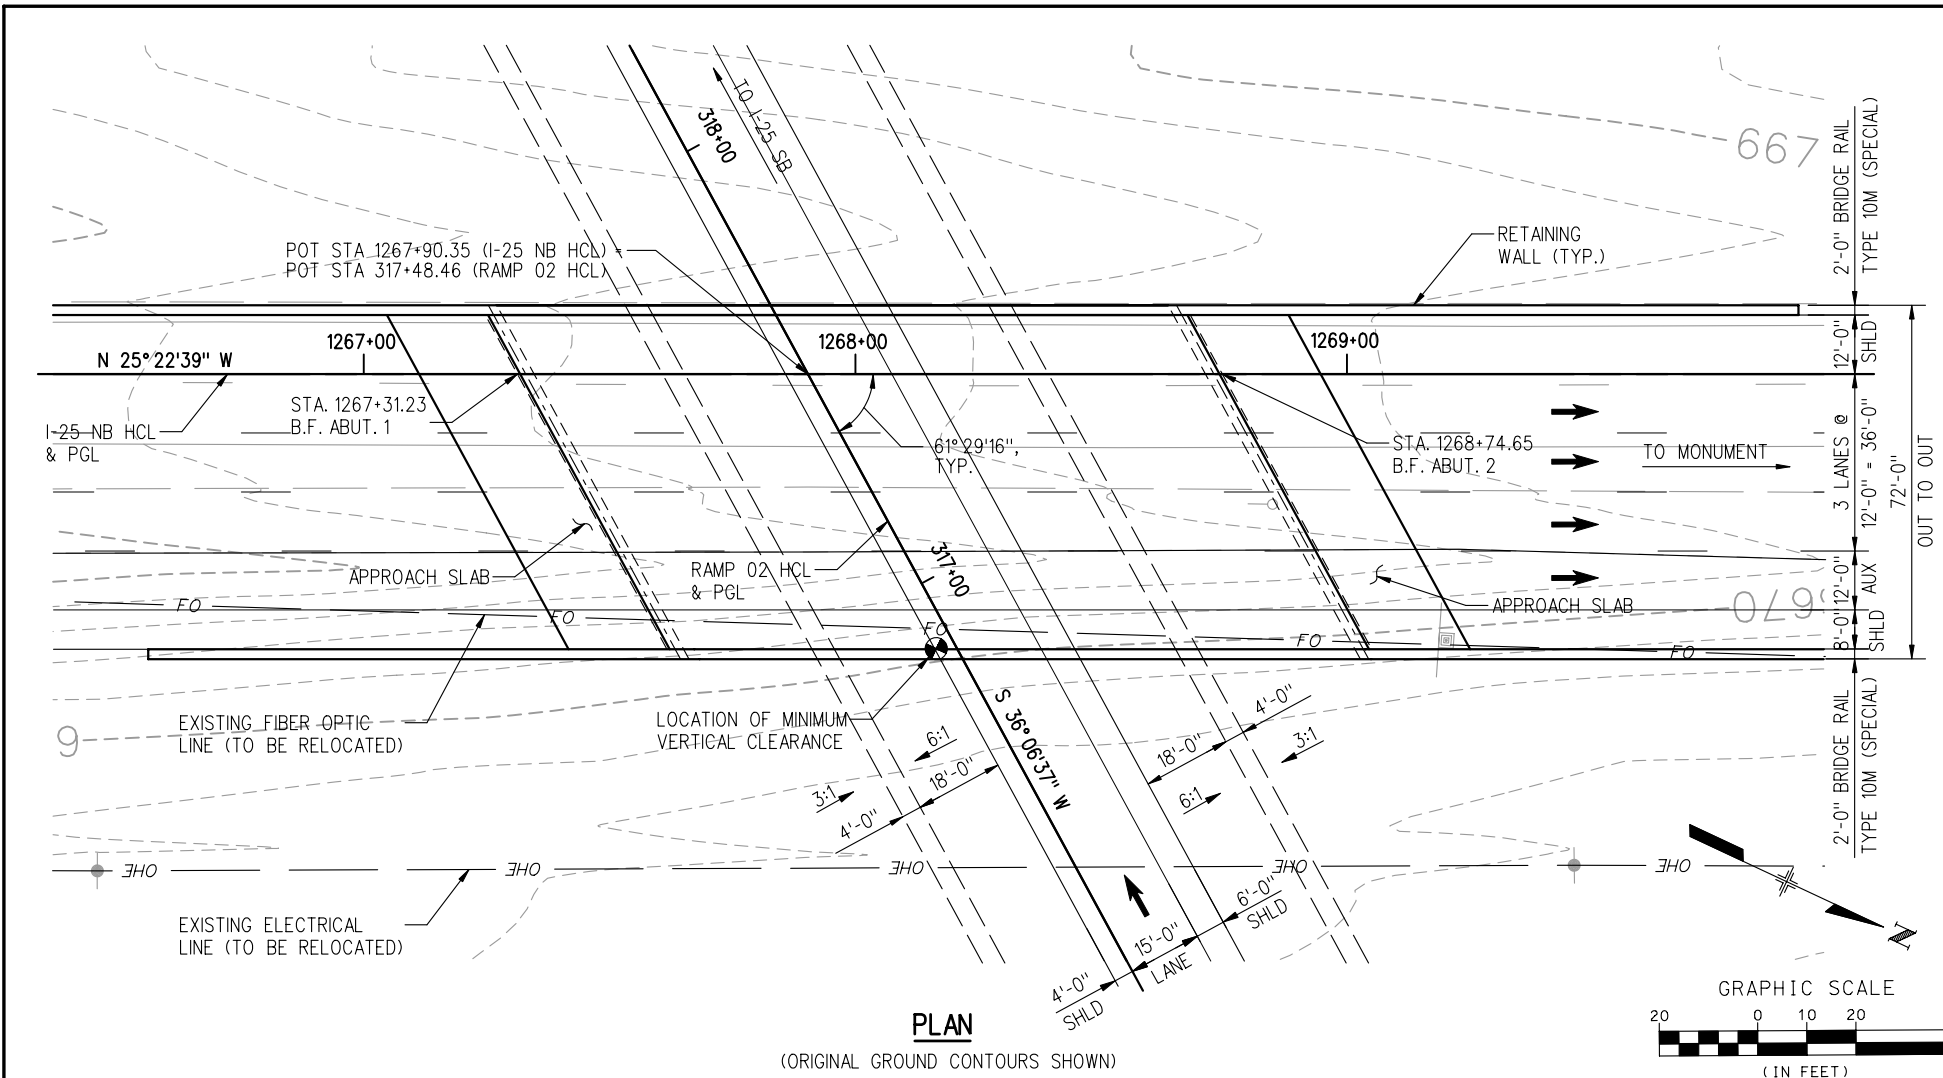 TO I-25 SB
318+00
667
2'-0" BRIDGE RAIL
TYPE 10M (SPECIAL)
POT STA 1267+90.35 (I-25 NB HCL) =
POT STA 317+48.46 (RAMP 02 HCL)
RETAINING
WALL (TYP.)
N 25°22'39" W
1267+00
1268+00
1269+00
12'-0"
SHLD
STA. 1267+31.23
B.F. ABUT. 1
I-25 NB HCL
& PGL
61°29'16",
TYP.
STA. 1268+74.65
B.F. ABUT. 2
TO MONUMENT
3 LANES @
12'-0" = 36'-0"
72'-0"
OUT TO OUT
APPROACH SLAB
RAMP 02 HCL
& PGL
317+00
APPROACH SLAB
12'-0"
AUX
8'-0"
SHLD
670
FO
FO
FO
FO
FO
EXISTING FIBER OPTIC
LINE (TO BE RELOCATED)
LOCATION OF MINIMUM
VERTICAL CLEARANCE
S 36°06'37" W
6
6:1
18'-0"
3:1
4'-0"
4'-0"
18'-0"
3:1
6:1
2'-0" BRIDGE RAIL
TYPE 10M (SPECIAL)
OHE
OHE
OHE
OHE
OHE
EXISTING ELECTRICAL
LINE (TO BE RELOCATED)
6'-0"
SHLD
15'-0"
LANE
4'-0"
SHLD
N
PLAN
(ORIGINAL GROUND CONTOURS SHOWN)
GRAPHIC SCALE
20 0 10 20
(IN FEET)